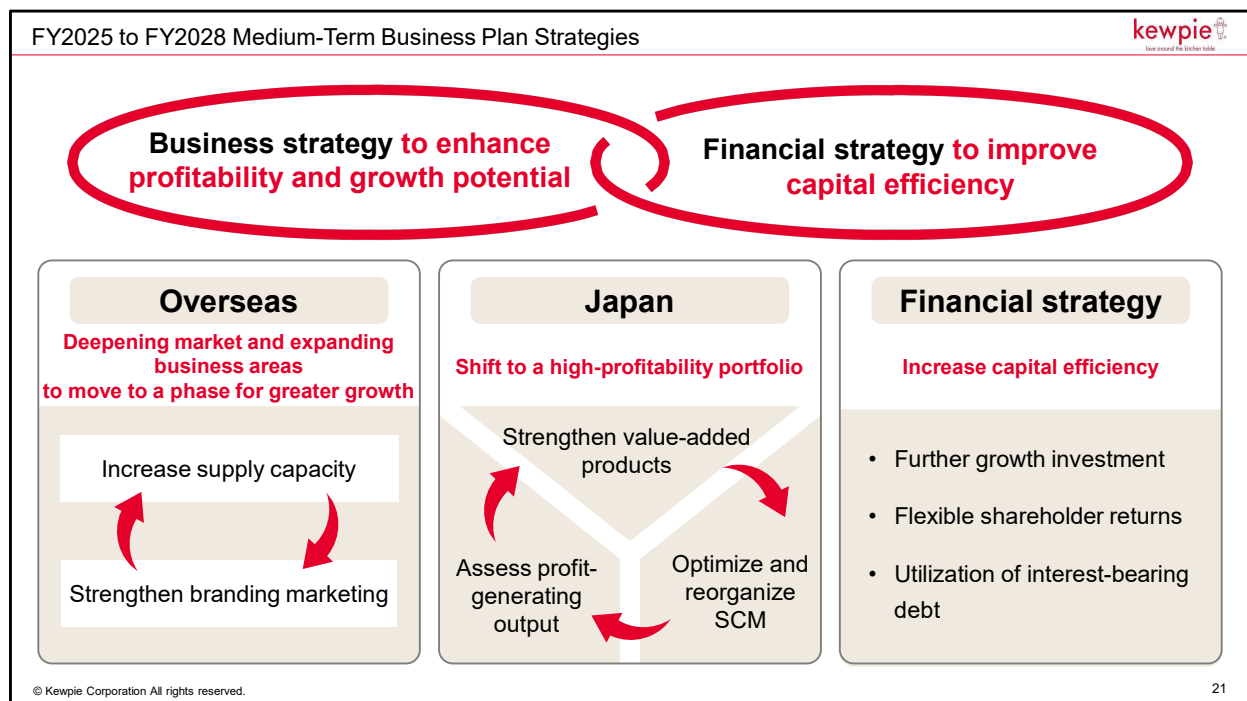 FY2025 to FY2028 Medium-Term Business Plan Strategies
kewpie
love around the kitchen table
Business strategy to enhance
profitability and growth potential
Financial strategy to improve
capital efficiency
Overseas
Deepening market and expanding
business areas
to move to a phase for greater growth
Increase supply capacity
Strengthen branding marketing
Japan
Shift to a high-profitability portfolio
Strengthen value-added
products
Optimize and
reorganize
SCM
Assess profit-
generating
output
Financial strategy
Increase capital efficiency
• Further growth investment
• Flexible shareholder returns
• Utilization of interest-bearing
debt
© Kewpie Corporation All rights reserved.
21